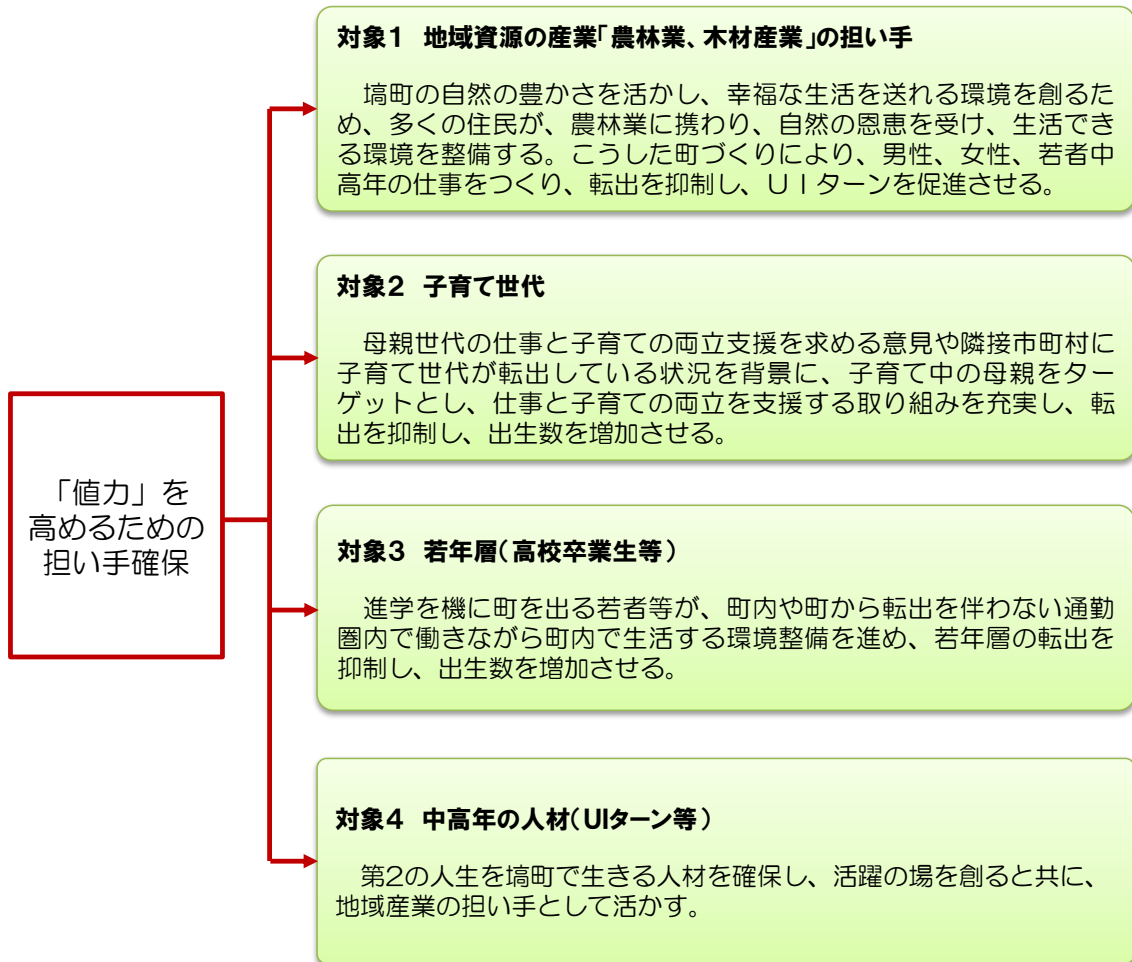 「値力」を
高めるための
担い手確保
対象1 地域資源の産業「農林業、木材産業」の担い手
塙町の自然の豊かさを活かし、幸福な生活を送れる環境を創るた
め、多くの住民が、農林業に携わり、自然の恩恵を受け、生活でき
る環境を整備する。こうした町づくりにより、男性、女性、若者中
高年の仕事をつくり、転出を抑制し、UIターンを促進させる。
対象2 子育て世代
母親世代の仕事と子育ての両立支援を求める意見や隣接市町村に
子育て世代が転出している状況を背景に、子育て中の母親をター
ゲットとし、仕事と子育ての両立を支援する取り組みを充実し、転
出を抑制し、出生数を増加させる。
対象3 若年層(高校卒業生等)
進学を機に町を出る若者等が、町内や町から転出を伴わない通勤
圏内で働きながら町内で生活する環境整備を進め、若年層の転出を
抑制し、出生数を増加させる。
対象4 中高年の人材(UIターン等)
第2の人生を塙町で生きる人材を確保し、活躍の場を創ると共に、
地域産業の担い手として活かす。